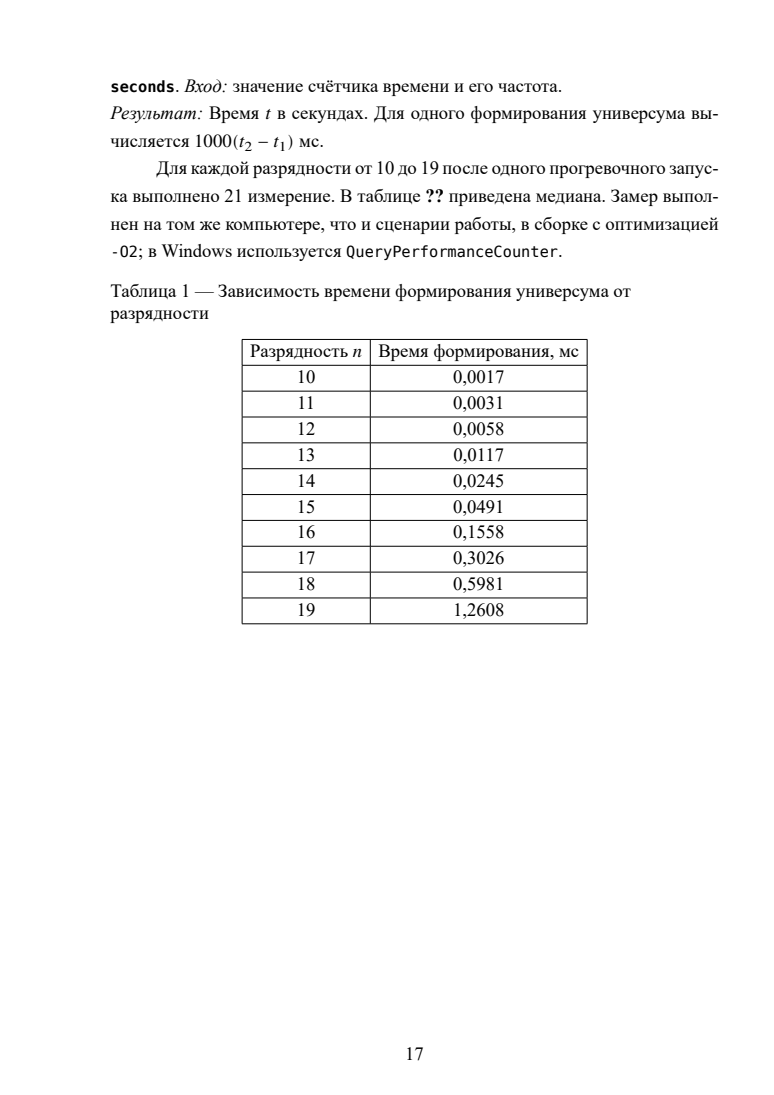 seconds. Вход: значение счётчика времени и его частота.
Результат: Время t в секундах. Для одного формирования универсума вы-
числяется 1000(t₂ − t₁) мс.
Для каждой разрядности от 10 до 19 после одного прогревочного запус-
ка выполнено 21 измерение. В таблице ?? приведена медиана. Замер выпол-
нен на том же компьютере, что и сценарии работы, в сборке с оптимизацией
-O2; в Windows используется QueryPerformanceCounter.
Таблица 1 — Зависимость времени формирования универсума от
разрядности
Разрядность n Время формирования, мс
10 0,0017
11 0,0031
12 0,0058
13 0,0117
14 0,0245
15 0,0491
16 0,1558
17 0,3026
18 0,5981
19 1,2608
17